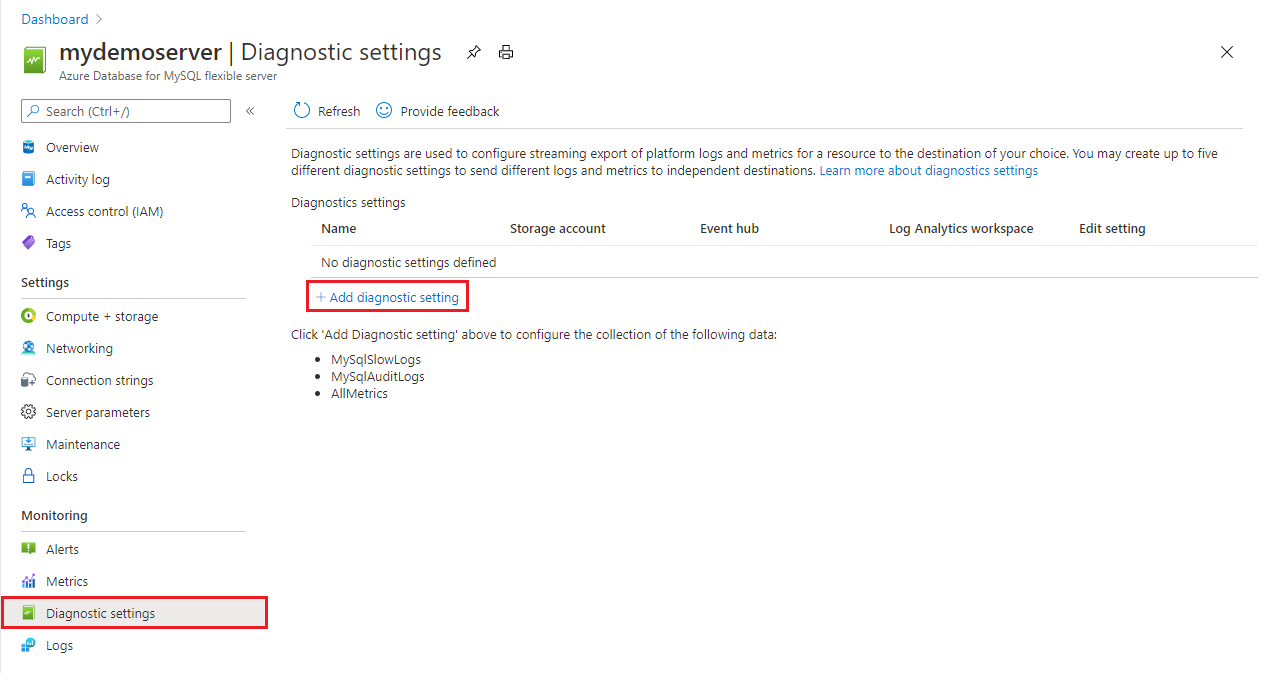 Dashboard
mydemoserver | Diagnostic settings
Azure Database for MySQL flexible server
Search (Ctrl+/)
«
Overview
Activity log
Access control (IAM)
Tags
Settings
Compute + storage
Networking
Connection strings
Server parameters
Maintenance
Locks
Monitoring
Alerts
Metrics
Diagnostic settings
Logs
Refresh
Provide feedback
Diagnostic settings are used to configure streaming export of platform logs and metrics for a resource to the destination of your choice. You may create up to five
different diagnostic settings to send different logs and metrics to independent destinations. Learn more about diagnostics settings
Diagnostics settings
Name Storage account Event hub Log Analytics workspace Edit setting
No diagnostic settings defined
+ Add diagnostic setting
Click 'Add Diagnostic setting' above to configure the collection of the following data:
• MySqlSlowLogs
• MySqlAuditLogs
• AllMetrics